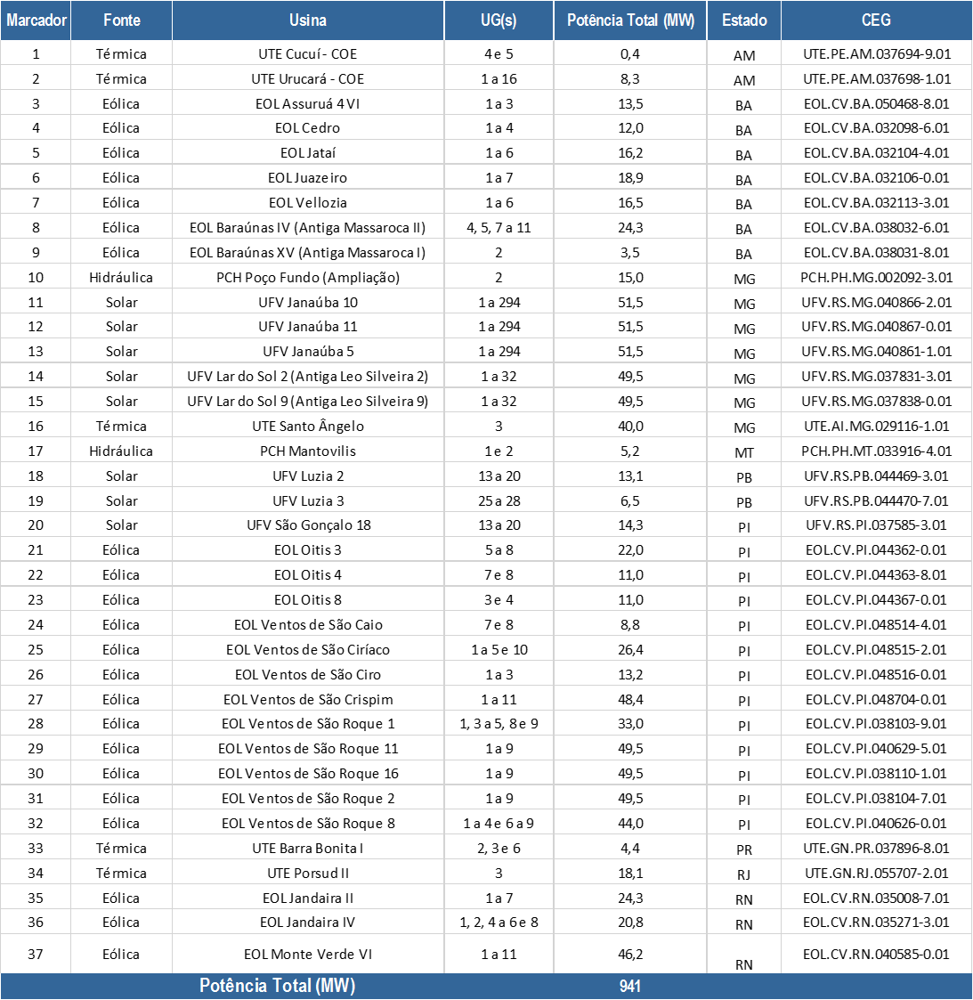 Marcador Fonte Usina UG(s) Potência Total (MW) Estado CEG
1 Térmica UTE Cucuí - COE 4 e 5 0,4 AM UTE.PE.AM.037694-9.01
2 Térmica UTE Urucará - COE 1 a 16 8,3 AM UTE.PE.AM.037698-1.01
3 Eólica EOL Assuruá 4 VI 1 a 3 13,5 BA EOL.CV.BA.050468-8.01
4 Eólica EOL Cedro 1 a 4 12,0 BA EOL.CV.BA.032098-6.01
5 Eólica EOL Jataí 1 a 6 16,2 BA EOL.CV.BA.032104-4.01
6 Eólica EOL Juazeiro 1 a 7 18,9 BA EOL.CV.BA.032106-0.01
7 Eólica EOL Vellozia 1 a 6 16,5 BA EOL.CV.BA.032113-3.01
8 Eólica EOL Baraúnas IV (Antiga Massaroca II) 4, 5, 7 a 11 24,3 BA EOL.CV.BA.038032-6.01
9 Eólica EOL Baraúnas XV (Antiga Massaroca I) 2 3,5 BA EOL.CV.BA.038031-8.01
10 Hidráulica PCH Poço Fundo (Ampliação) 2 15,0 MG PCH.PH.MG.002092-3.01
11 Solar UFV Janaúba 10 1 a 294 51,5 MG UFV.RS.MG.040866-2.01
12 Solar UFV Janaúba 11 1 a 294 51,5 MG UFV.RS.MG.040867-0.01
13 Solar UFV Janaúba 5 1 a 294 51,5 MG UFV.RS.MG.040861-1.01
14 Solar UFV Lar do Sol 2 (Antiga Leo Silveira 2) 1 a 32 49,5 MG UFV.RS.MG.037831-3.01
15 Solar UFV Lar do Sol 9 (Antiga Leo Silveira 9) 1 a 32 49,5 MG UFV.RS.MG.037838-0.01
16 Térmica UTE Santo Ângelo 3 40,0 MG UTE.AI.MG.029116-1.01
17 Hidráulica PCH Mantovilis 1 e 2 5,2 MT PCH.PH.MT.033916-4.01
18 Solar UFV Luzia 2 13 a 20 13,1 PB UFV.RS.PB.044469-3.01
19 Solar UFV Luzia 3 25 a 28 6,5 PB UFV.RS.PB.044470-7.01
20 Solar UFV São Gonçalo 18 13 a 20 14,3 PI UFV.RS.PI.037585-3.01
21 Eólica EOL Oitis 3 5 a 8 22,0 PI EOL.CV.PI.044362-0.01
22 Eólica EOL Oitis 4 7 e 8 11,0 PI EOL.CV.PI.044363-8.01
23 Eólica EOL Oitis 8 3 e 4 11,0 PI EOL.CV.PI.044367-0.01
24 Eólica EOL Ventos de São Caio 7 e 8 8,8 PI EOL.CV.PI.048514-4.01
25 Eólica EOL Ventos de São Ciríaco 1 a 5 e 10 26,4 PI EOL.CV.PI.048515-2.01
26 Eólica EOL Ventos de São Ciro 1 a 3 13,2 PI EOL.CV.PI.048516-0.01
27 Eólica EOL Ventos de São Crispim 1 a 11 48,4 PI EOL.CV.PI.048704-0.01
28 Eólica EOL Ventos de São Roque 1 1, 3 a 5, 8 e 9 33,0 PI EOL.CV.PI.038103-9.01
29 Eólica EOL Ventos de São Roque 11 1 a 9 49,5 PI EOL.CV.PI.040629-5.01
30 Eólica EOL Ventos de São Roque 16 1 a 9 49,5 PI EOL.CV.PI.038110-1.01
31 Eólica EOL Ventos de São Roque 2 1 a 9 49,5 PI EOL.CV.PI.038104-7.01
32 Eólica EOL Ventos de São Roque 8 1 a 4 e 6 a 9 44,0 PI EOL.CV.PI.040626-0.01
33 Térmica UTE Barra Bonita I 2, 3 e 6 4,4 PR UTE.GN.PR.037896-8.01
34 Térmica UTE Porsud II 3 18,1 RJ UTE.GN.RJ.055707-2.01
35 Eólica EOL Jandaira II 1 a 7 24,3 RN EOL.CV.RN.035008-7.01
36 Eólica EOL Jandaira IV 1, 2, 4 a 6 e 8 20,8 RN EOL.CV.RN.035271-3.01
37 Eólica EOL Monte Verde VI 1 a 11 46,2 RN EOL.CV.RN.040585-0.01
Potência Total (MW) 941